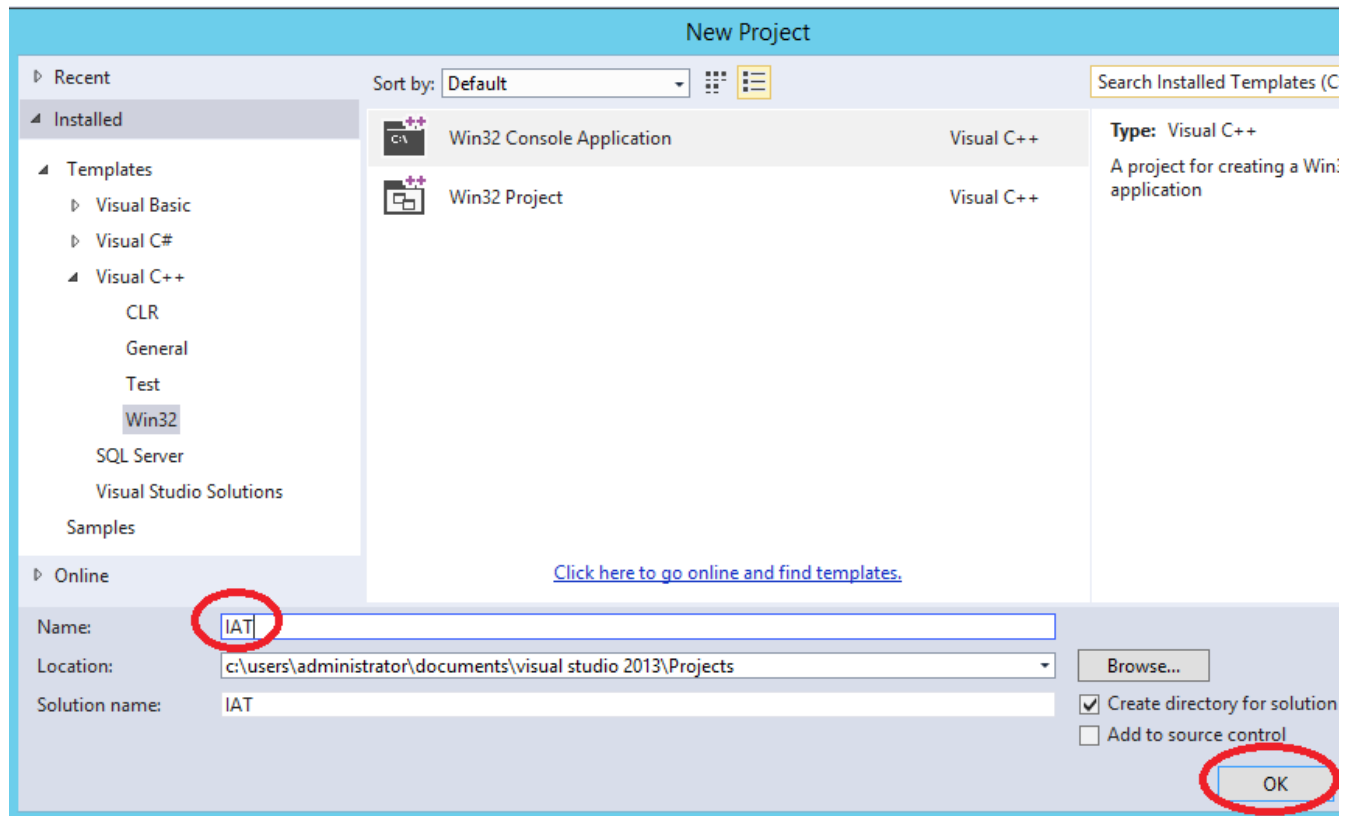 New Project
Recent
Installed
Templates
Visual Basic
Visual C#
Visual C++
CLR
General
Test
Win32
SQL Server
Visual Studio Solutions
Samples
Online
Sort by: Default
Search Installed Templates (C
C:\ Win32 Console Application Visual C++
Win32 Project Visual C++
Type: Visual C++
A project for creating a Win3
application
Click here to go online and find templates.
Name: IAT
Location: c:\users\administrator\documents\visual studio 2013\Projects
Browse...
Solution name: IAT
Create directory for solution
Add to source control
OK